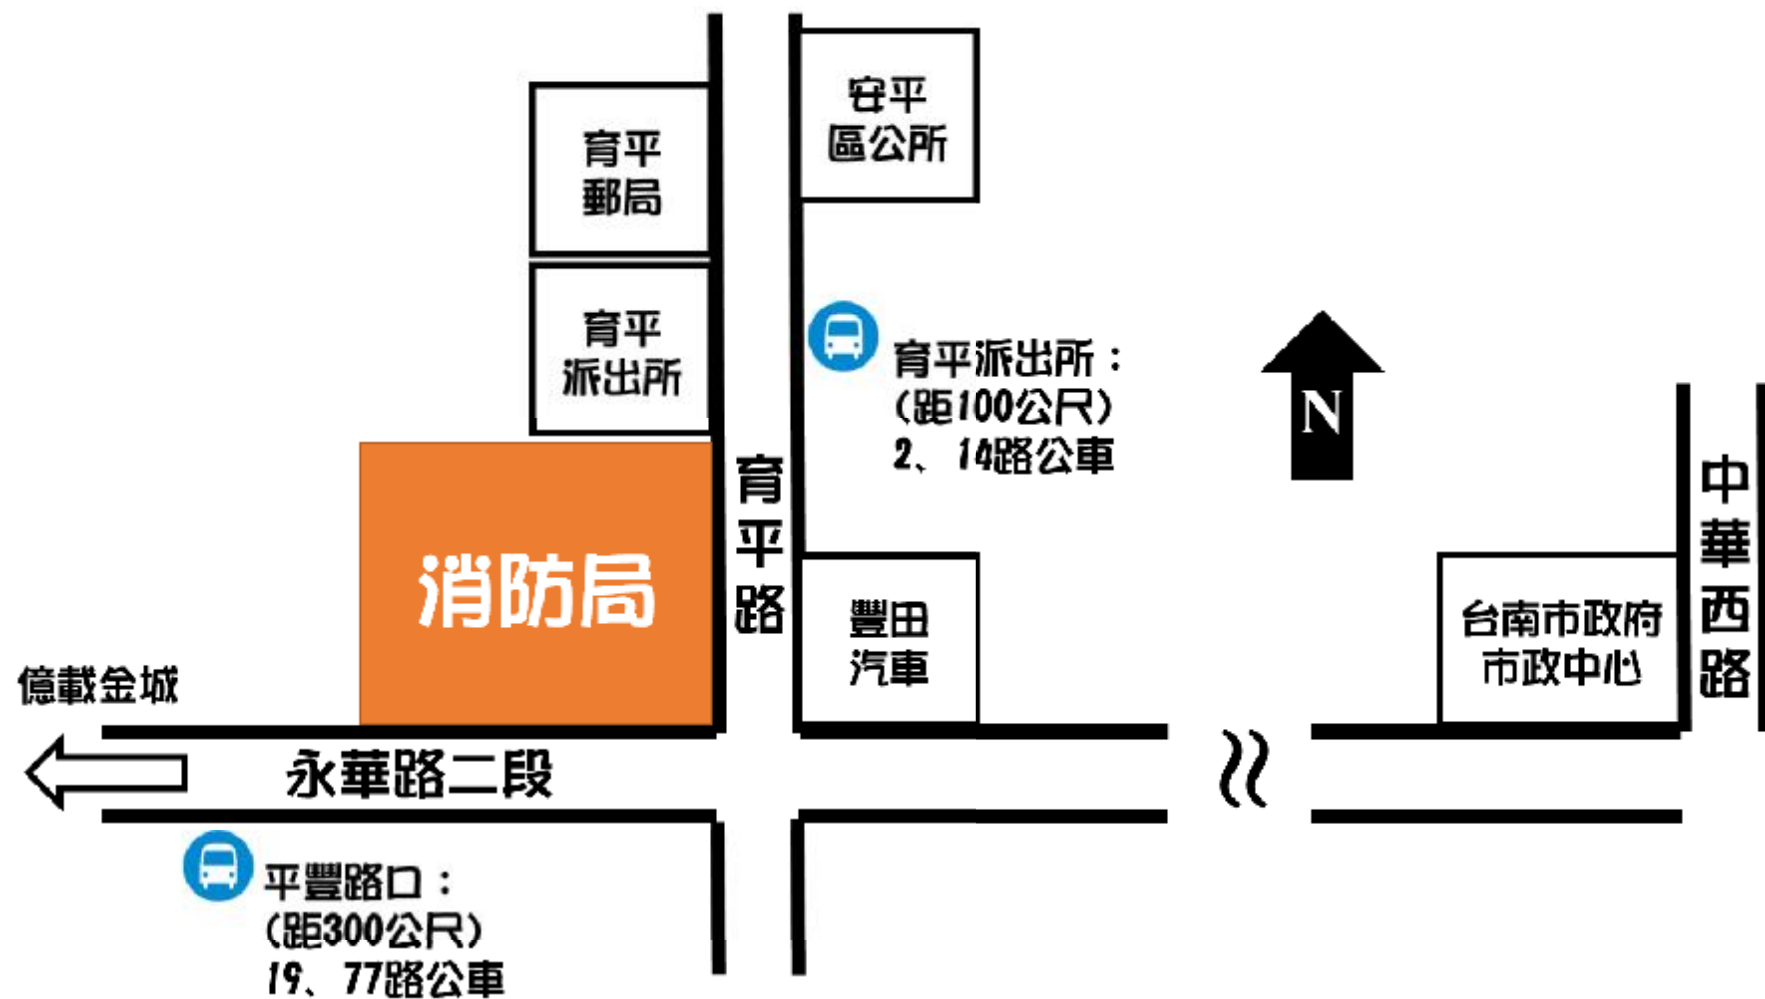 安平
區公所
育平
郵局
育平
派出所
育平派出所：
(距100公尺)
2、14路公車
N
育平路
中華西路
消防局
豐田
汽車
台南市政府
市政中心
億載金城
永華路二段
平豐路口：
(距300公尺)
19、77路公車